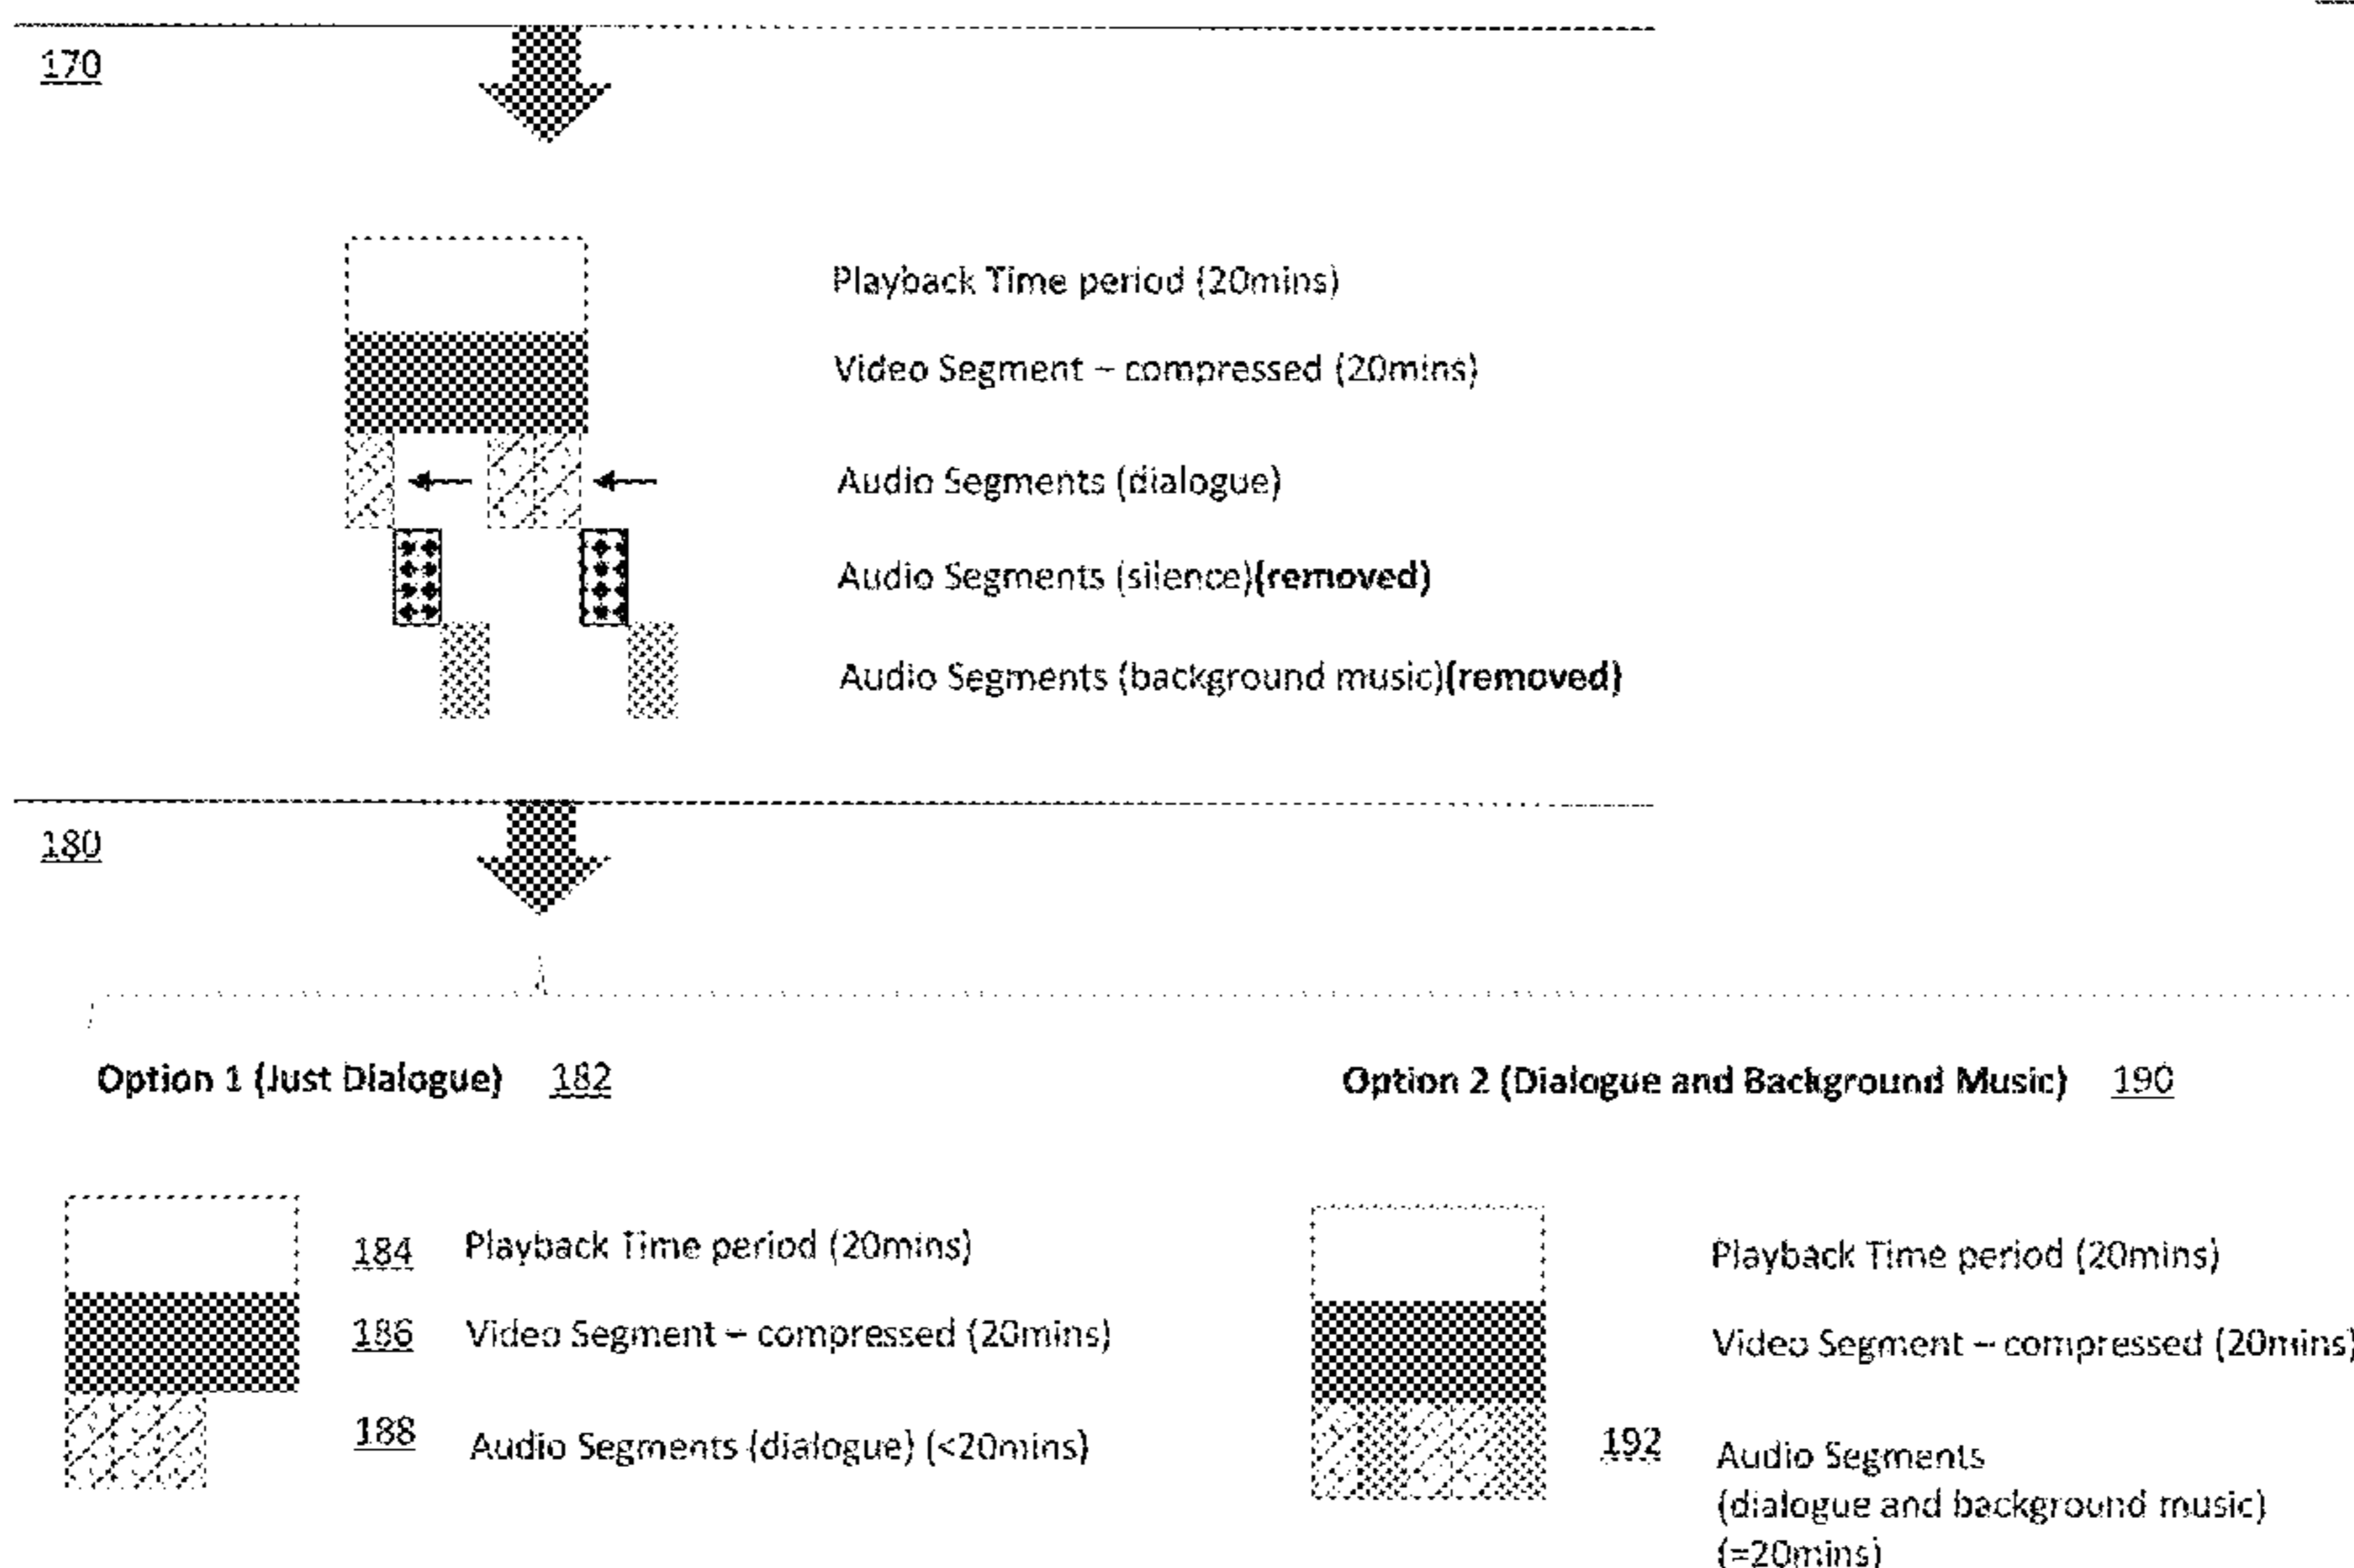 170
Playback Time period (20mins)
Video Segment – compressed (20mins)
Audio Segments (dialogue)
Audio Segments (silence)(removed)
Audio Segments (background music)(removed)
180
Option 1 (Just Dialogue) 182
184 Playback Time period (20mins)
186 Video Segment – compressed (20mins)
188 Audio Segments (dialogue) (<20mins)
Option 2 (Dialogue and Background Music) 190
Playback Time period (20mins)
Video Segment – compressed (20mins)
192 Audio Segments
(dialogue and background music)
(=20mins)